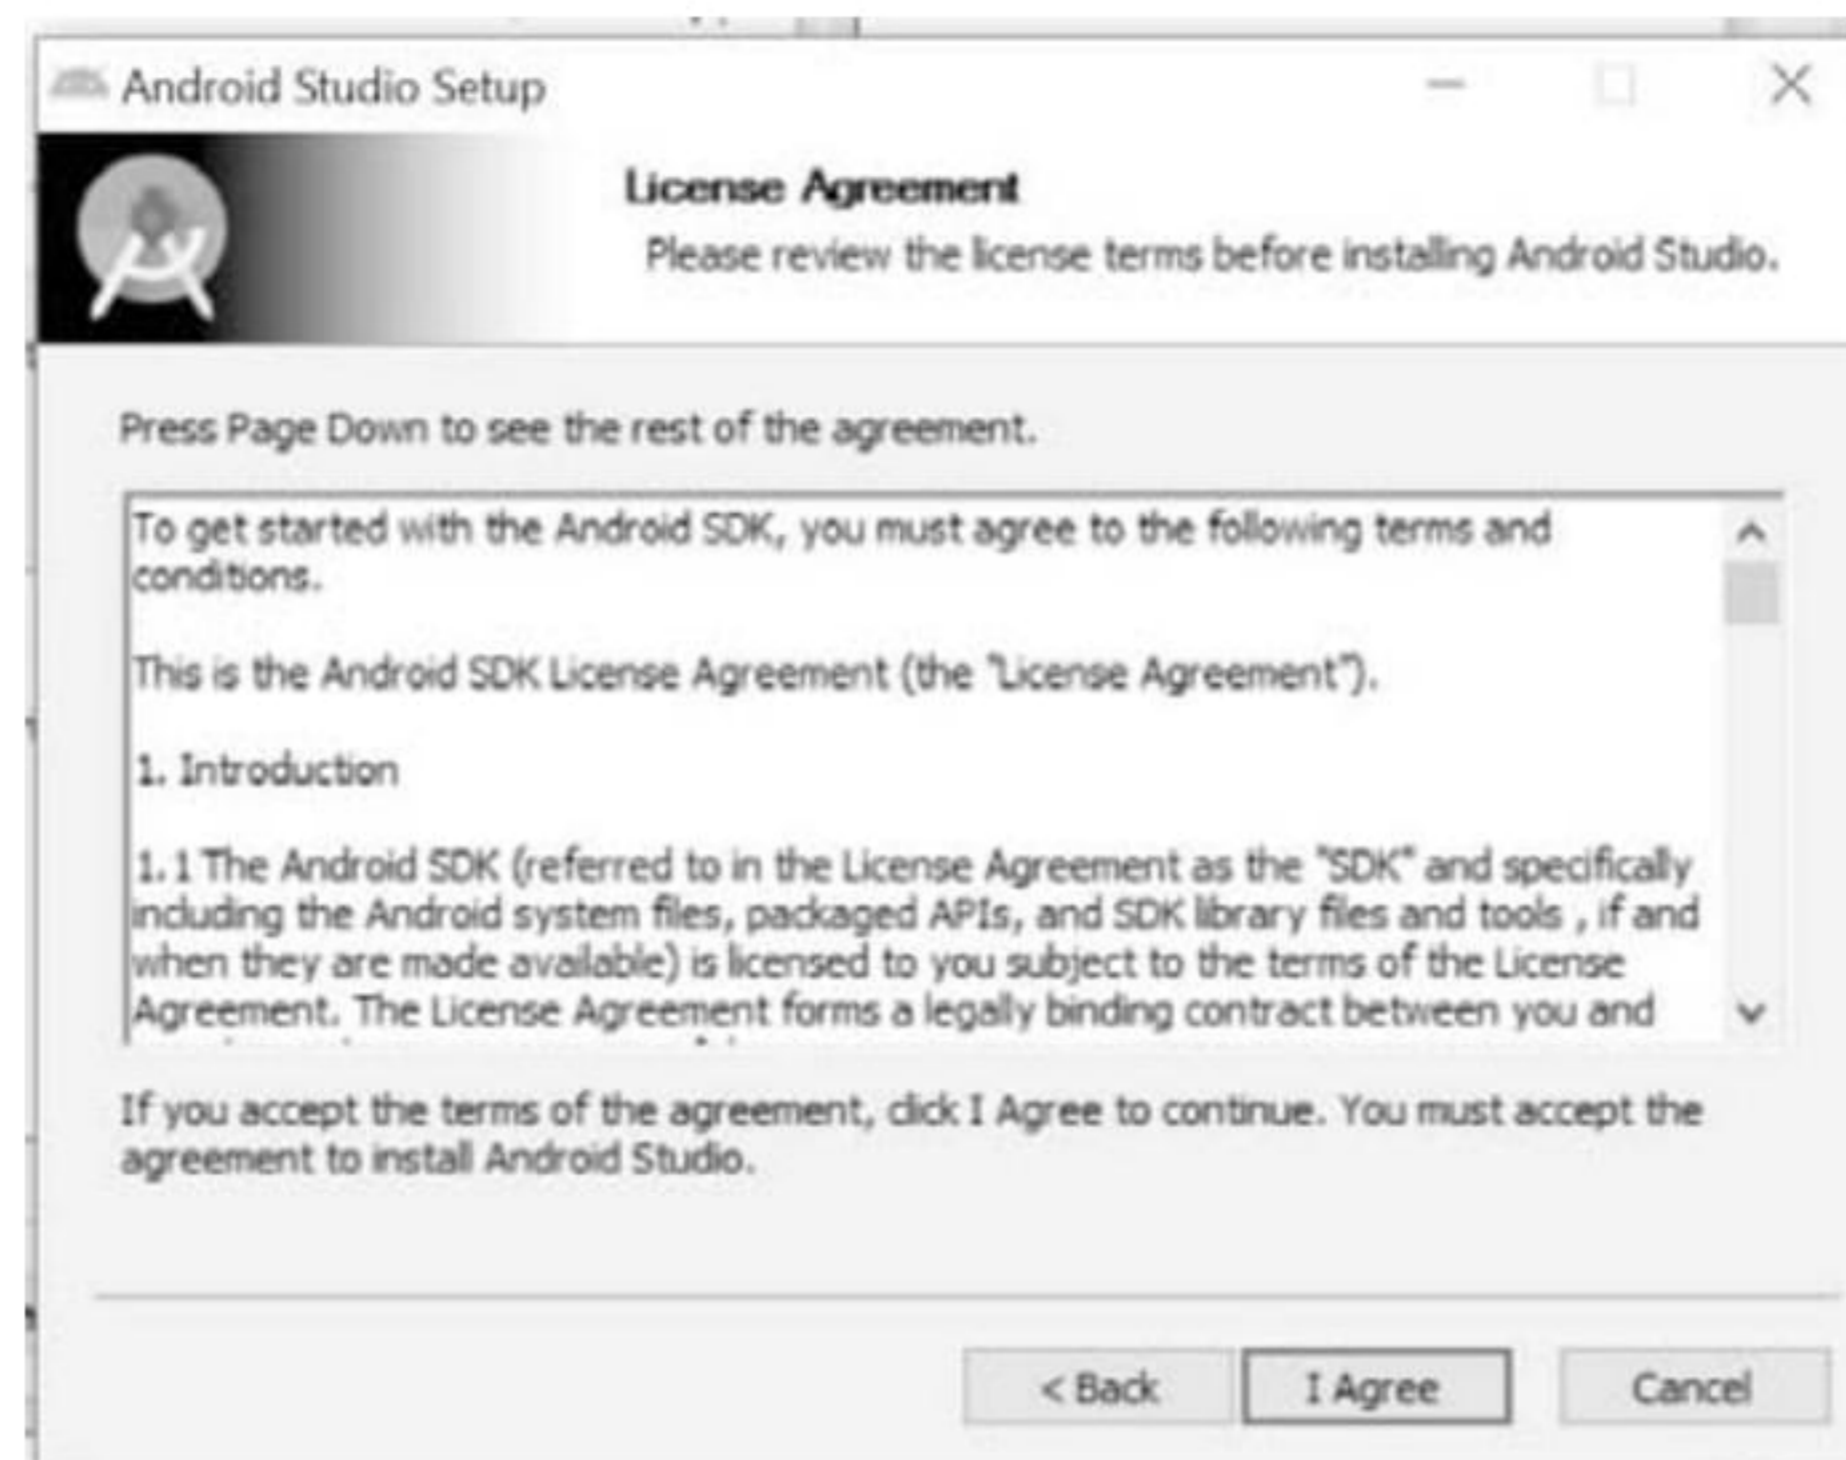 Android Studio Setup
License Agreement
Please review the license terms before installing Android Studio.
Press Page Down to see the rest of the agreement.
To get started with the Android SDK, you must agree to the following terms and
conditions.
This is the Android SDK License Agreement (the "License Agreement").
1. Introduction
1.1 The Android SDK (referred to in the License Agreement as the "SDK" and specifically
including the Android system files, packaged APIs, and SDK library files and tools , if and
when they are made available) is licensed to you subject to the terms of the License
Agreement. The License Agreement forms a legally binding contract between you and
If you accept the terms of the agreement, click I Agree to continue. You must accept the
agreement to install Android Studio.
< Back
I Agree
Cancel